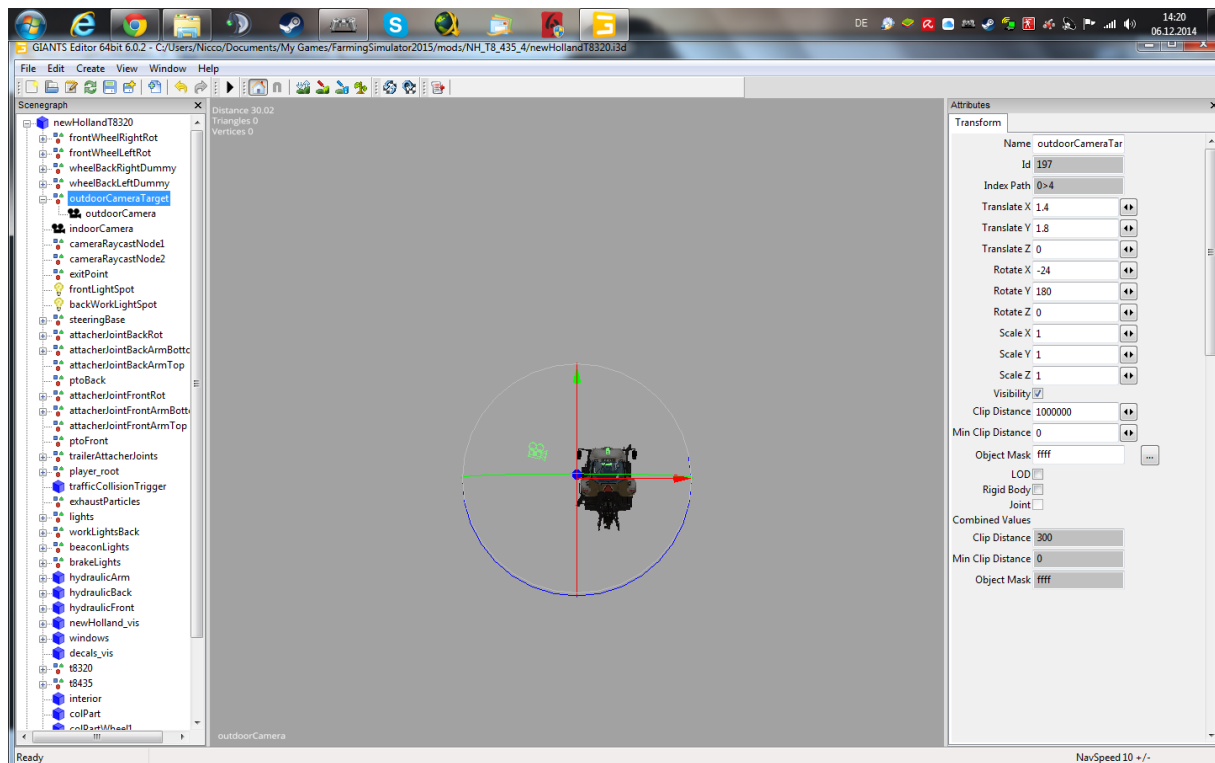 DE
14:20
06.12.2014
GIANTS Editor 64bit 6.0.2 - C:/Users/Nicco/Documents/My Games/FarmingSimulator2015/mods/NH_T8_435_4/newHollandT8320.i3d
File Edit Create View Window Help
Scenegraph
newHollandT8320
frontWheelRightRot
frontWheelLeftRot
wheelBackRightDummy
wheelBackLeftDummy
outdoorCameraTarget
outdoorCamera
indoorCamera
cameraRaycastNode1
cameraRaycastNode2
exitPoint
frontLightSpot
backWorkLightSpot
steeringBase
attacherJointBackRot
attacherJointBackArmBottc
attacherJointBackArmTop
ptoBack
attacherJointFrontRot
attacherJointFrontArmBott
attacherJointFrontArmTop
ptoFront
trailerAttacherJoints
player_root
trafficCollisionTrigger
exhaustParticles
lights
workLightsBack
beaconLights
brakeLights
hydraulicArm
hydraulicBack
hydraulicFront
newHolland_vis
windows
decals_vis
t8320
t8435
interior
colPart
colPartWheel1
Distance 30.02
Triangles 0
Vertices 0
outdoorCamera
Attributes
Transform
Name outdoorCameraTar
Id 197
Index Path 0>4
Translate X 1.4
Translate Y 1.8
Translate Z 0
Rotate X -24
Rotate Y 180
Rotate Z 0
Scale X 1
Scale Y 1
Scale Z 1
Visibility
Clip Distance 1000000
Min Clip Distance 0
Object Mask ffff
...
LOD
Rigid Body
Joint
Combined Values
Clip Distance 300
Min Clip Distance 0
Object Mask ffff
Ready
NavSpeed 10 +/-